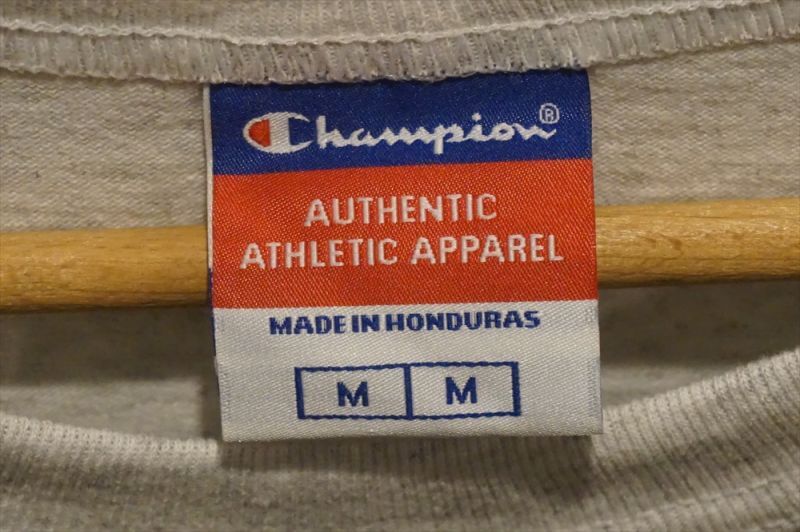 Champion®
AUTHENTIC
ATHLETIC APPAREL
MADE IN HONDURAS
M M